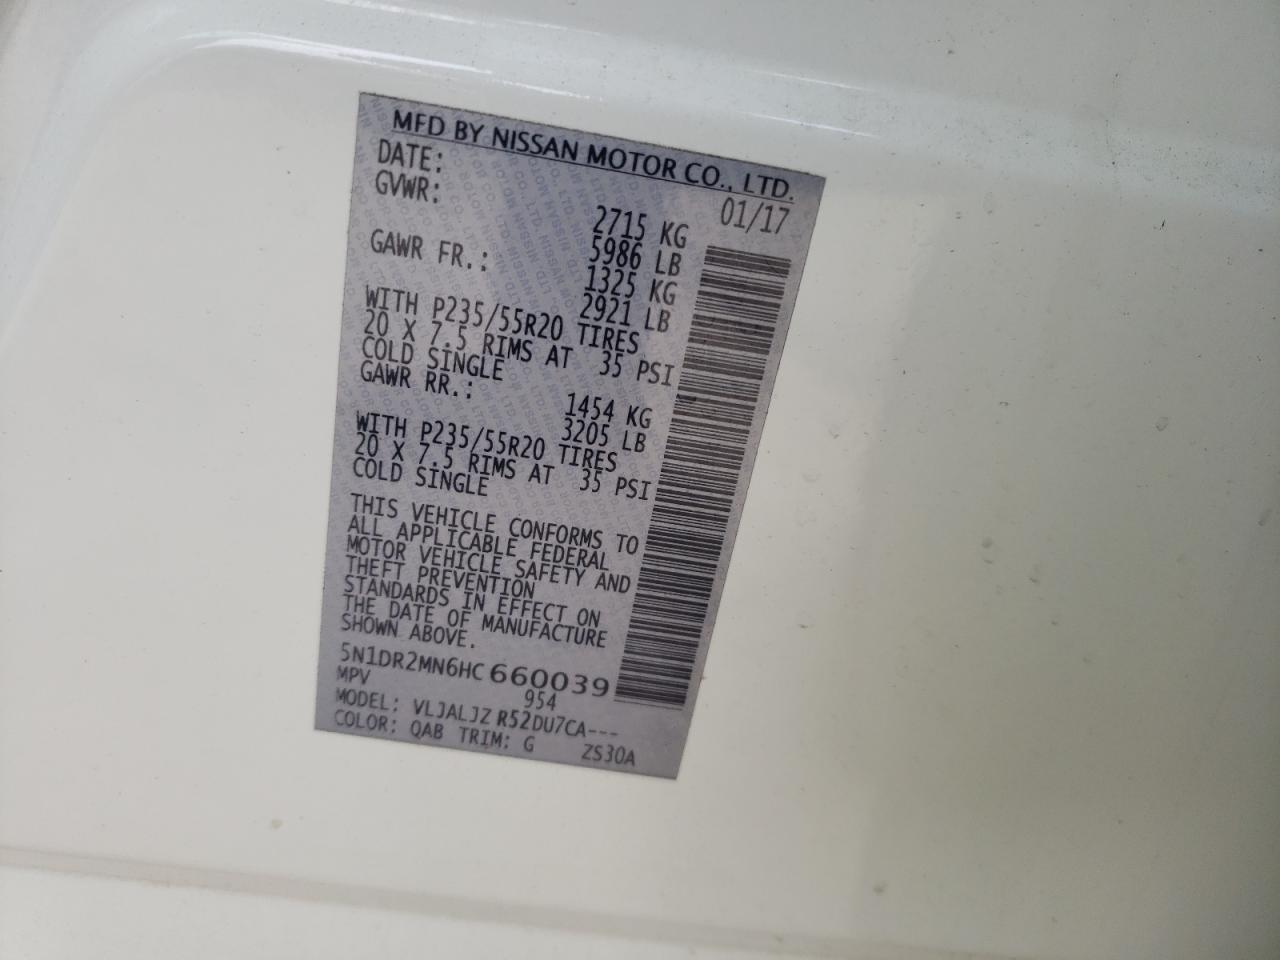 MFD BY NISSAN MOTOR CO., LTD.
DATE: 01/17
GVWR: 2715 KG
5986 LB
GAWR FR.: 1325 KG
2921 LB
WITH P235/55R20 TIRES
20 X 7.5 RIMS AT 35 PSI
COLD SINGLE
GAWR RR.: 1454 KG
3205 LB
WITH P235/55R20 TIRES
20 X 7.5 RIMS AT 35 PSI
COLD SINGLE
THIS VEHICLE CONFORMS TO
ALL APPLICABLE FEDERAL
MOTOR VEHICLE SAFETY AND
THEFT PREVENTION
STANDARDS IN EFFECT ON
THE DATE OF MANUFACTURE
SHOWN ABOVE.
5N1DR2MN6HC 660039
MPV 954
MODEL: VLJALJZ R52DU7CA---
COLOR: QAB TRIM: G ZS30A